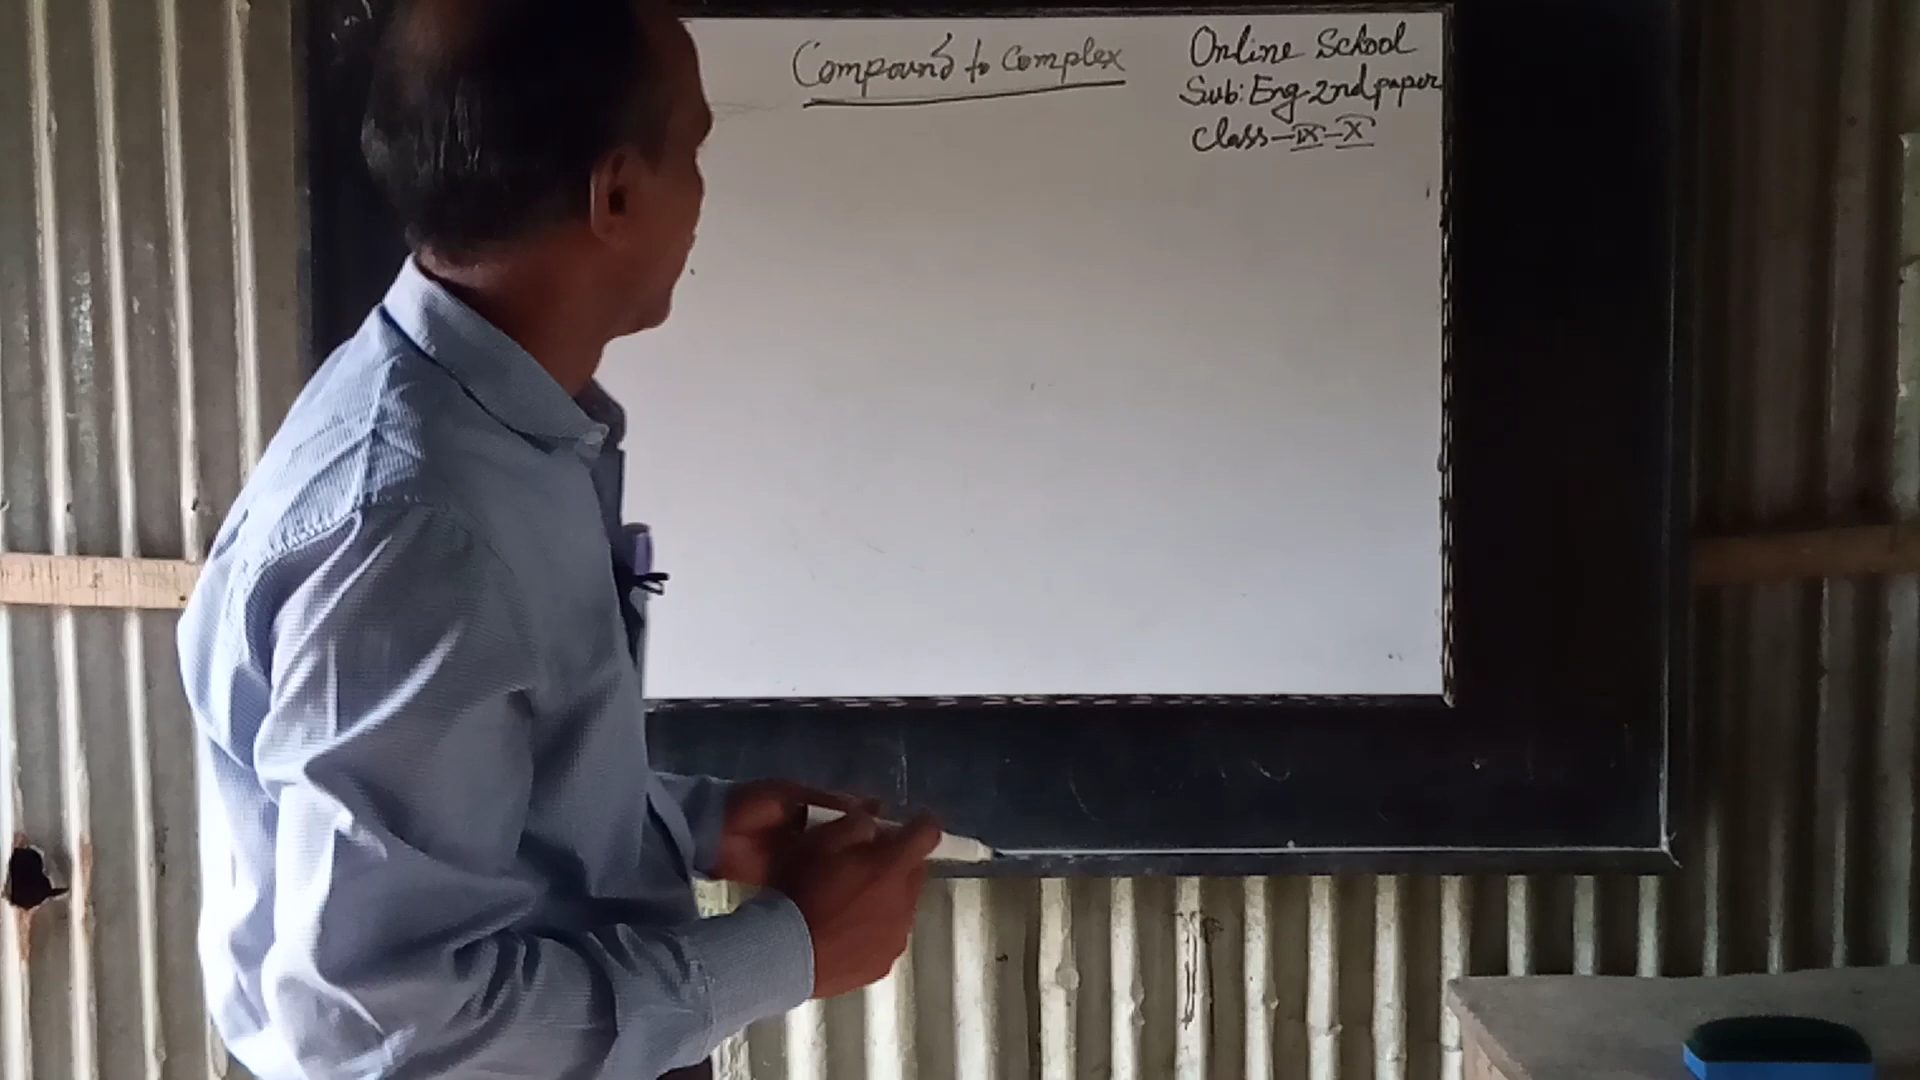 Compound to Complex
Online School
Sub: Eng 2nd paper
Class-IX-X